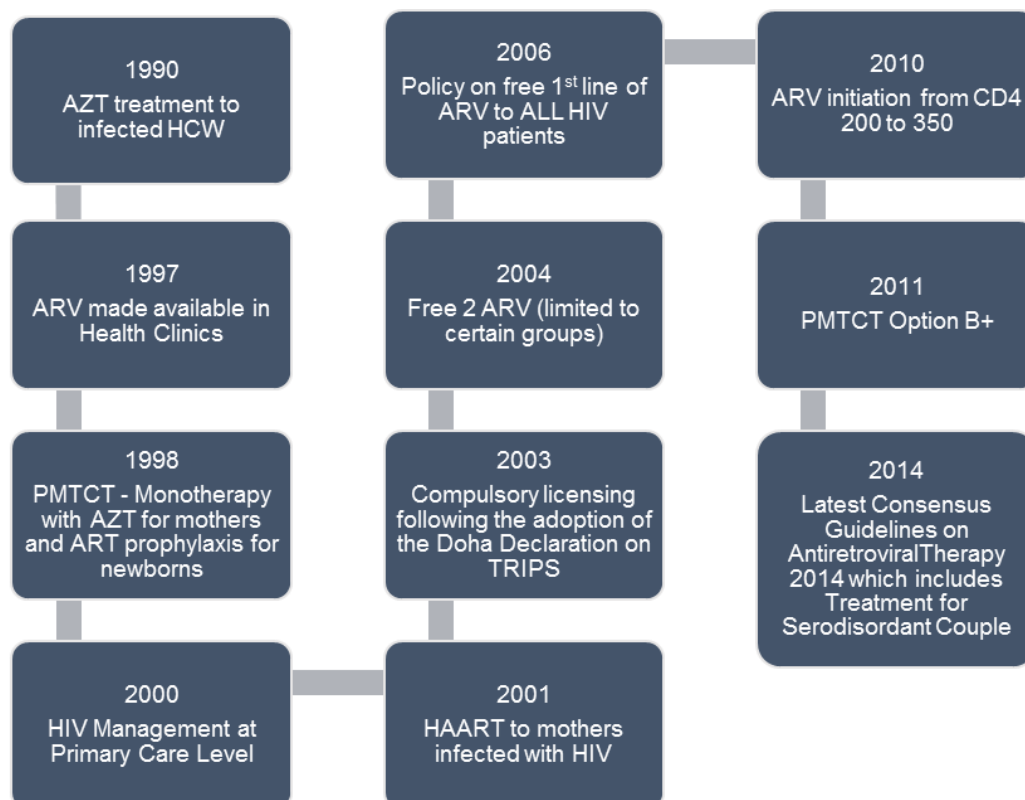 1990
AZT treatment to
infected HCW
1997
ARV made available in
Health Clinics
1998
PMTCT - Monotherapy
with AZT for mothers
and ART prophylaxis for
newborns
2000
HIV Management at
Primary Care Level
2001
HAART to mothers
infected with HIV
2003
Compulsory licensing
following the adoption of
the Doha Declaration on
TRIPS
2004
Free 2 ARV (limited to
certain groups)
2006
Policy on free 1st line of
ARV to ALL HIV
patients
2010
ARV initiation from CD4
200 to 350
2011
PMTCT Option B+
2014
Latest Consensus
Guidelines on
AntiretroviralTherapy
2014 which includes
Treatment for
Serodisordant Couple